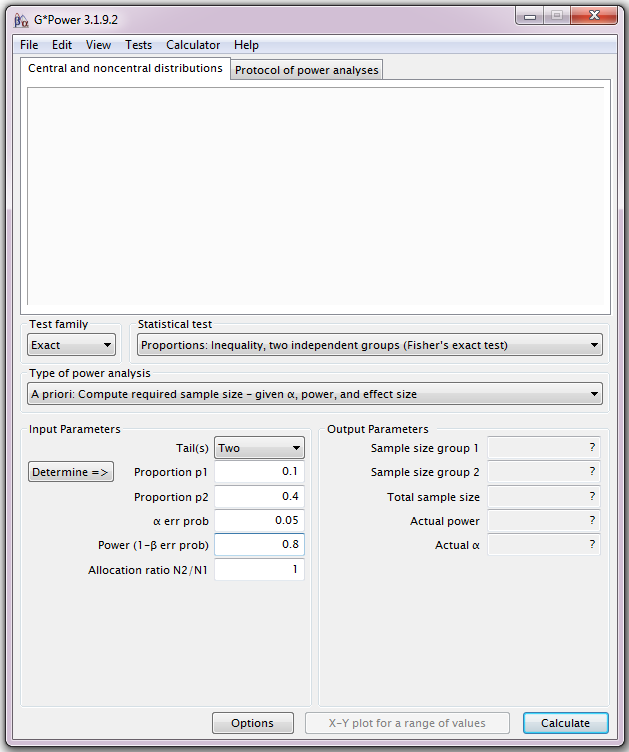 G*Power 3.1.9.2
File Edit View Tests Calculator Help
Central and noncentral distributions Protocol of power analyses
Test family Statistical test
Exact Proportions: Inequality, two independent groups (Fisher's exact test)
Type of power analysis
A priori: Compute required sample size – given α, power, and effect size
Input Parameters Output Parameters
Tail(s) Two Sample size group 1 ?
Determine => Proportion p1 0.1 Sample size group 2 ?
Proportion p2 0.4 Total sample size ?
α err prob 0.05 Actual power ?
Power (1-β err prob) 0.8 Actual α ?
Allocation ratio N2/N1 1
Options X-Y plot for a range of values Calculate